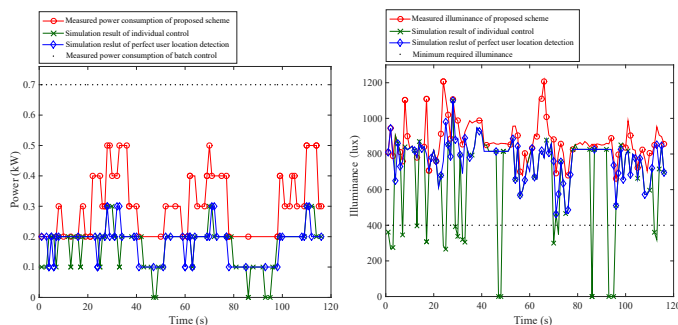 Measured power consumption of proposed scheme
Simulation result of individual control
Simulation reslut of perfect user location detection
Measured power consumption of batch control
0.8
0.7
0.6
0.5
0.4
0.3
0.2
0.1
0
Power (kW)
0 20 40 60 80 100 120
Time (s)
Measured illuminance of proposed scheme
Simulation result of individual control
Simulation reslut of perfect user location detection
Minimum required illuminance
1200
1000
800
600
400
200
0
Illuminance (lux)
0 20 40 60 80 100 120
Time (s)